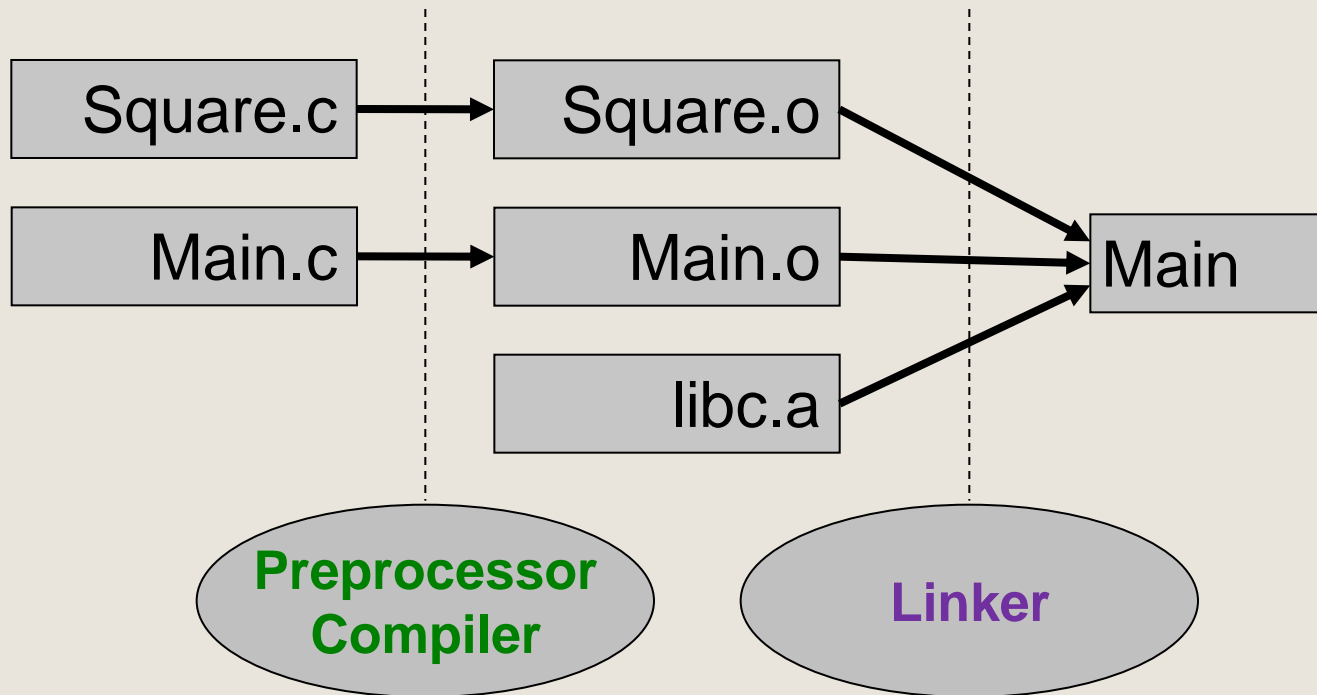 Square.c
Square.o
Main.c
Main.o
Main
libc.a
Preprocessor
Compiler
Linker